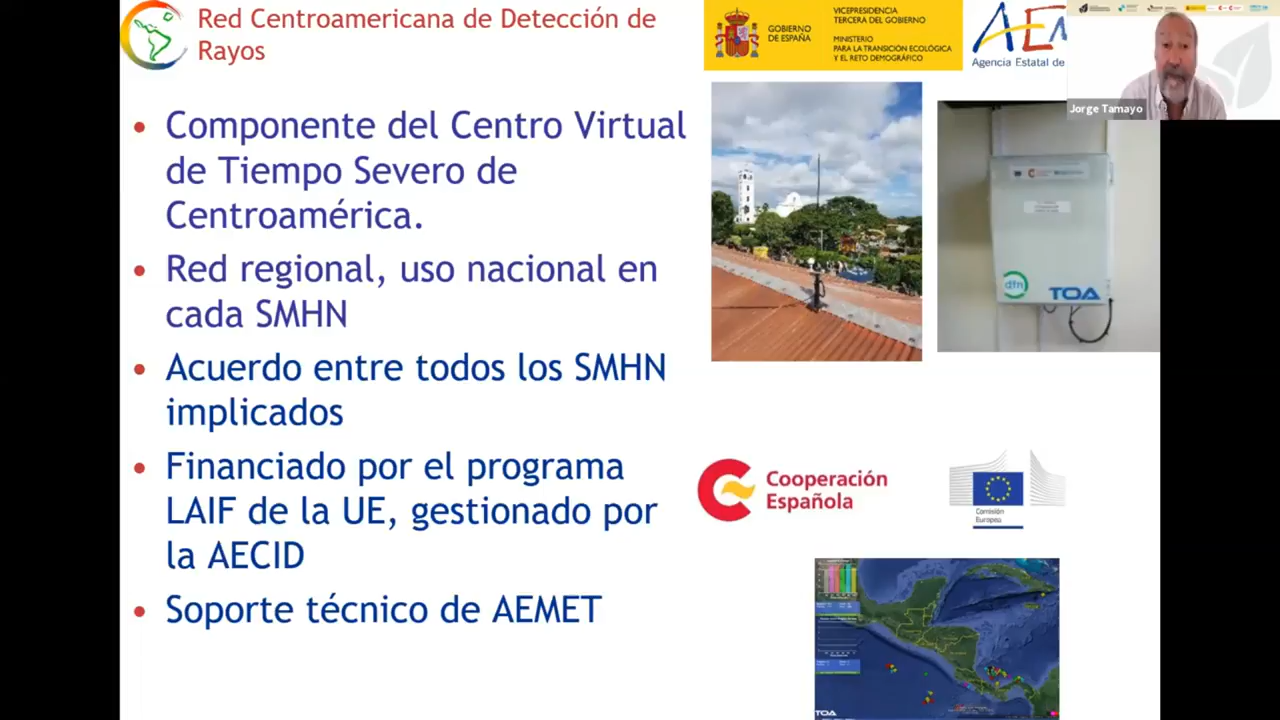 Red Centroamericana de Detección de
Rayos
GOBIERNO
DE ESPAÑA
VICEPRESIDENCIA
TERCERA DEL GOBIERNO
MINISTERIO
PARA LA TRANSICIÓN ECOLÓGICA
Y EL RETO DEMOGRÁFICO
AEM
Agencia Estatal de
Jorge Tamayo
• Componente del Centro Virtual
de Tiempo Severo de
Centroamérica.
• Red regional, uso nacional en
cada SMHN
• Acuerdo entre todos los SMHN
implicados
• Financiado por el programa
LAIF de la UE, gestionado por
la AECID
• Soporte técnico de AEMET
dfn
TOA
Cooperación
Española
Comisión
Europea
TOA